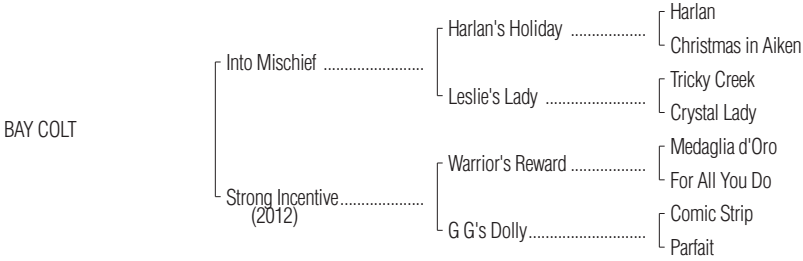 Harlan
Harlan's Holiday ..................
Christmas in Aiken
Into Mischief ........................
Tricky Creek
Leslie's Lady ........................
Crystal Lady
BAY COLT
Medaglia d'Oro
Warrior's Reward ..................
For All You Do
Strong Incentive....................
(2012)
Comic Strip
G G's Dolly............................
Parfait